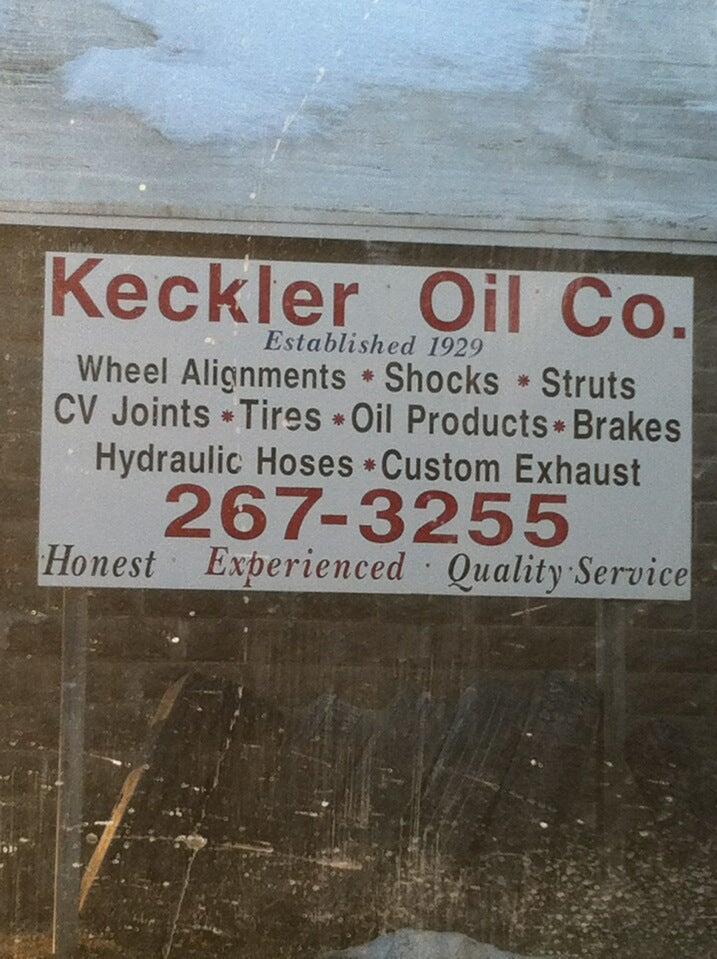 Keckler Oil Co.
Established 1929
Wheel Alignments * Shocks * Struts
CV Joints * Tires * Oil Products * Brakes
Hydraulic Hoses * Custom Exhaust
267-3255
Honest · Experienced · Quality Service